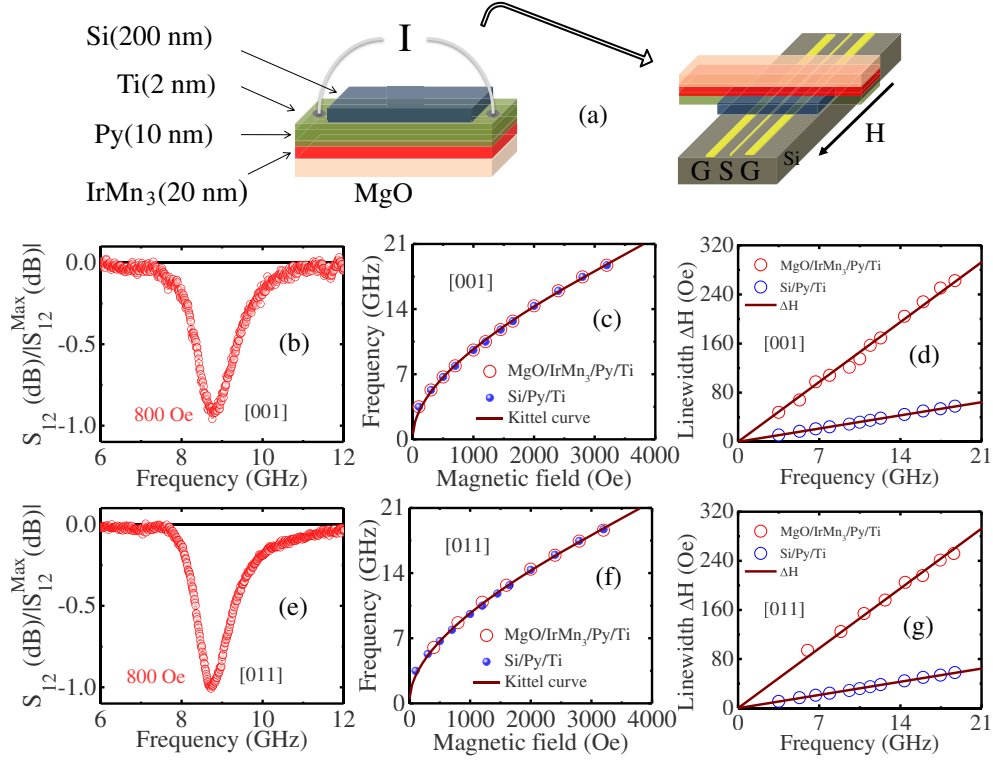 Si(200 nm)
Ti(2 nm)
Py(10 nm)
IrMn3(20 nm)
I
MgO
(a)
H
Si
G S G
S12 (dB)/|S12^Max (dB)|
0.0
-0.5
-1.0
6 8 10 12
Frequency (GHz)
(b)
800 Oe
[001]
Frequency (GHz)
21
14
7
0
0 1000 2000 3000 4000
Magnetic field (Oe)
[001]
(c)
MgO/IrMn3/Py/Ti
Si/Py/Ti
Kittel curve
Linewidth ΔH (Oe)
320
240
160
80
0
0 7 14 21
Frequency (GHz)
MgO/IrMn3/Py/Ti
Si/Py/Ti
ΔH
[001]
(d)
S12 (dB)/|S12^Max (dB)|
0.0
-0.5
-1.0
6 8 10 12
Frequency (GHz)
(e)
800 Oe
[011]
Frequency (GHz)
21
14
7
0
0 1000 2000 3000 4000
Magnetic field (Oe)
[011]
(f)
MgO/IrMn3/Py/Ti
Si/Py/Ti
Kittel curve
Linewidth ΔH (Oe)
320
240
160
80
0
0 7 14 21
Frequency (GHz)
MgO/IrMn3/Py/Ti
Si/Py/Ti
ΔH
[011]
(g)